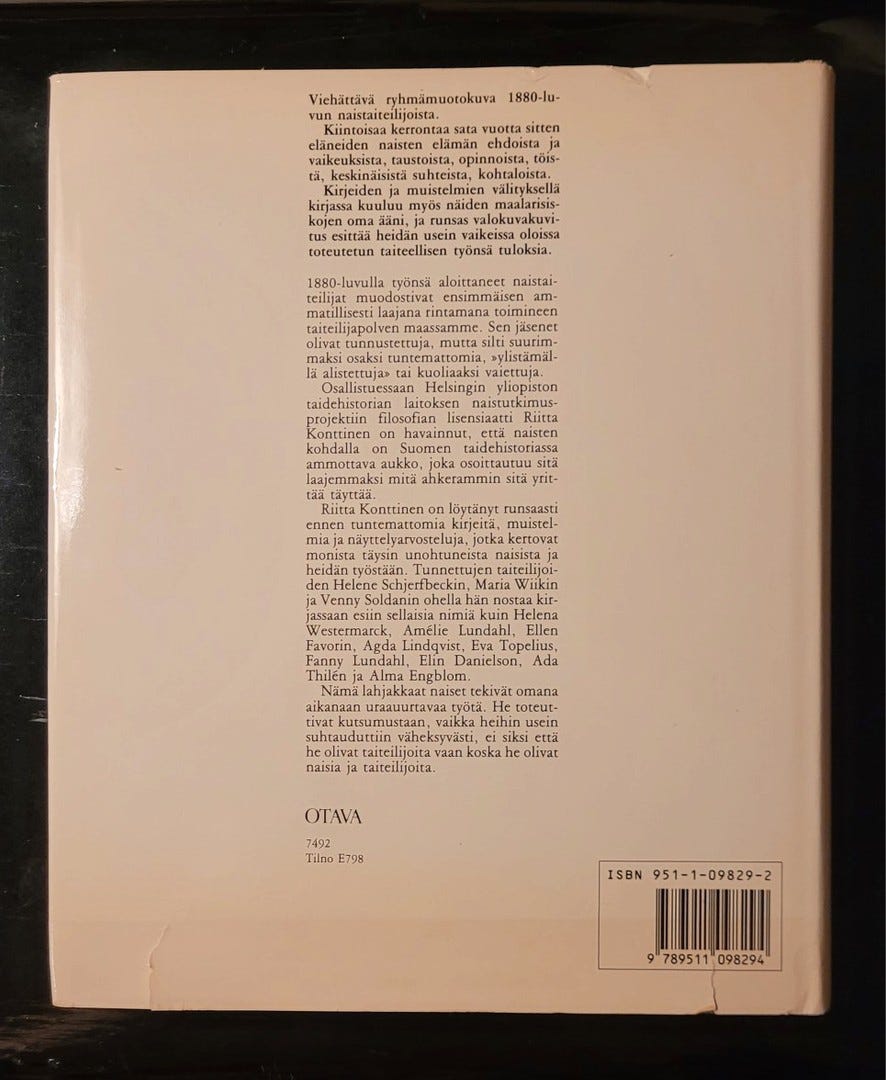 Viehättävä ryhmämuotokuva 1880-lu-
vun naistaiteilijoista.
Kiintoisaa kerrontaa sata vuotta sitten
eläneiden naisten elämän ehdoista ja
vaikeuksista, taustoista, opinnoista, töis-
tä, keskinäisistä suhteista, kohtaloista.
Kirjeiden ja muistelmien välityksellä
kirjassa kuuluu myös näiden maalarisis-
kojen oma ääni, ja runsas valokuvakuvi-
tus esittää heidän usein vaikeissa oloissa
toteutetun taiteellisen työnsä tuloksia.
1880-luvulla työnsä aloittaneet naistai-
teilijat muodostivat ensimmäisen am-
matillisesti laajana rintamana toimineen
taiteilijapolven maassamme. Sen jäsenet
olivat tunnustettuja, mutta silti suurim-
maksi osaksi tuntemattomia, »ylistämäl-
lä alistettuja» tai kuoliaaksi vaiettuja.
Osallistuessaan Helsingin yliopiston
taidehistorian laitoksen naistutkimus-
projektiin filosofian lisensiaatti Riitta
Konttinen on havainnut, että naisten
kohdalla on Suomen taidehistoriassa
ammottava aukko, joka osoittautuu sitä
laajemmaksi mitä ahkerammin sitä yrit-
tää täyttää.
Riitta Konttinen on löytänyt runsaasti
ennen tuntemattomia kirjeitä, muistel-
mia ja näyttelyarvosteluja, jotka kertovat
monista täysin unohtuneista naisista ja
heidän työstään. Tunnettujen taiteilijoi-
den Helene Schjerfbeckin, Maria Wiikin
ja Venny Soldanin ohella hän nostaa kir-
jassaan esiin sellaisia nimiä kuin Helena
Westermarck, Amélie Lundahl, Ellen
Favorin, Agda Lindqvist, Eva Topelius,
Fanny Lundahl, Elin Danielson, Ada
Thilén ja Alma Engblom.
Nämä lahjakkaat naiset tekivät omana
aikanaan uraauurtavaa työtä. He toteut-
tivat kutsumustaan, vaikka heihin usein
suhtauduttiin väheksyvästi, ei siksi että
he olivat taiteilijoita vaan koska he olivat
naisia ja taiteilijoita.
OTAVA
7492
Tilno E798
ISBN 951-1-09829-2
9 789511 098294